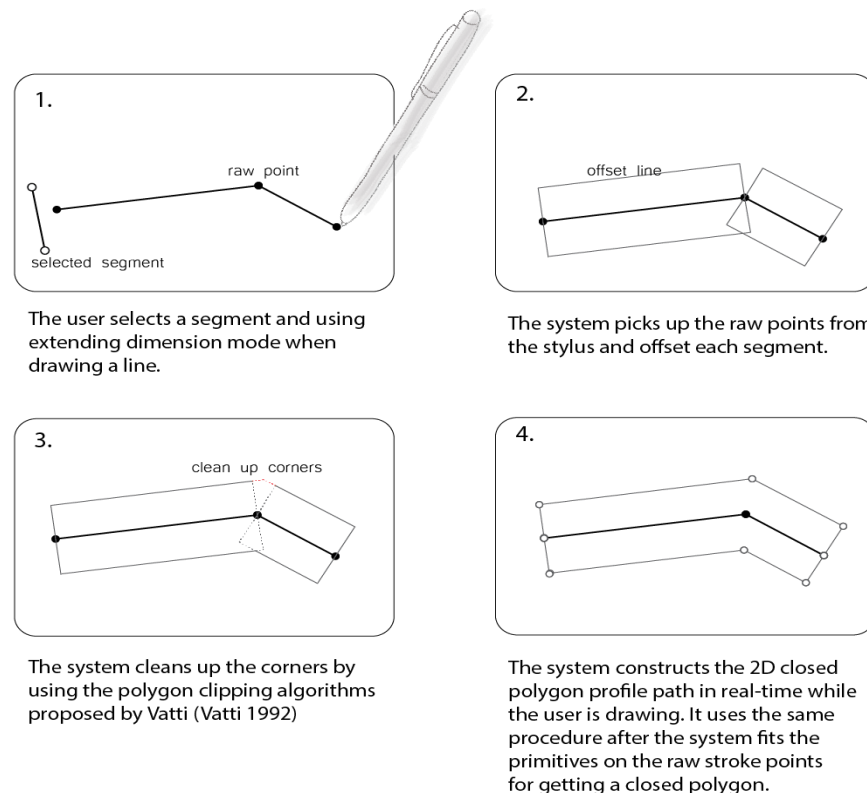 1.
raw point
selected segment
The user selects a segment and using
extending dimension mode when
drawing a line.
2.
offset line
The system picks up the raw points from
the stylus and offset each segment.
3.
clean up corners
The system cleans up the corners by
using the polygon clipping algorithms
proposed by Vatti (Vatti 1992)
4.
The system constructs the 2D closed
polygon profile path in real-time while
the user is drawing. It uses the same
procedure after the system fits the
primitives on the raw stroke points
for getting a closed polygon.